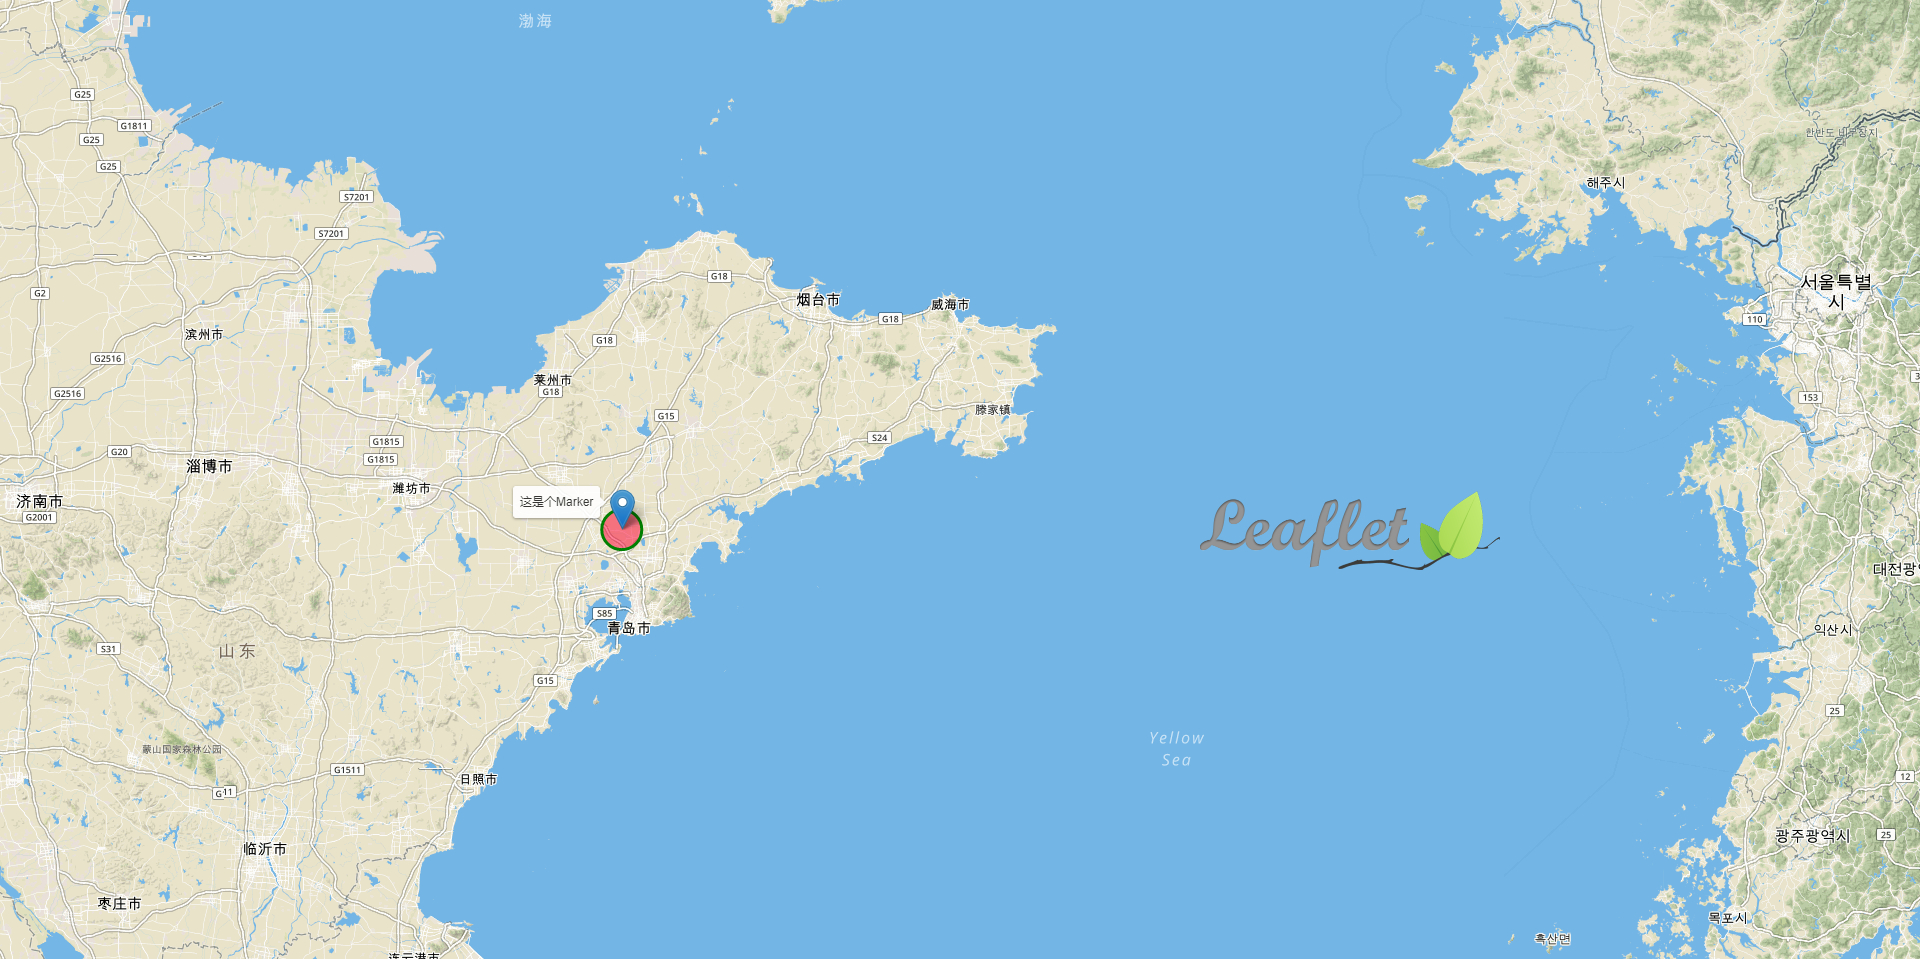 渤海
G25
G1811
G25
G25
한반도 비무장지
해주시
S7201
S7201
G18
서울특별
시
G2
烟台市
威海市
G18
110
滨州市
G18
G2516
莱州市
G18
G2516
153
滕家镇
G15
S24
G1815
G20
G1815
淄博市
潍坊市
济南市
G2001
这是个Marker
Leaflet
대전광
S85
青岛市
익산시
S31
山东
G15
25
Yellow
Sea
蒙山国家森林公园
G1511
日照市
12
G11
광주광역시
25
临沂市
枣庄市
목포시
흑산면
连云港市